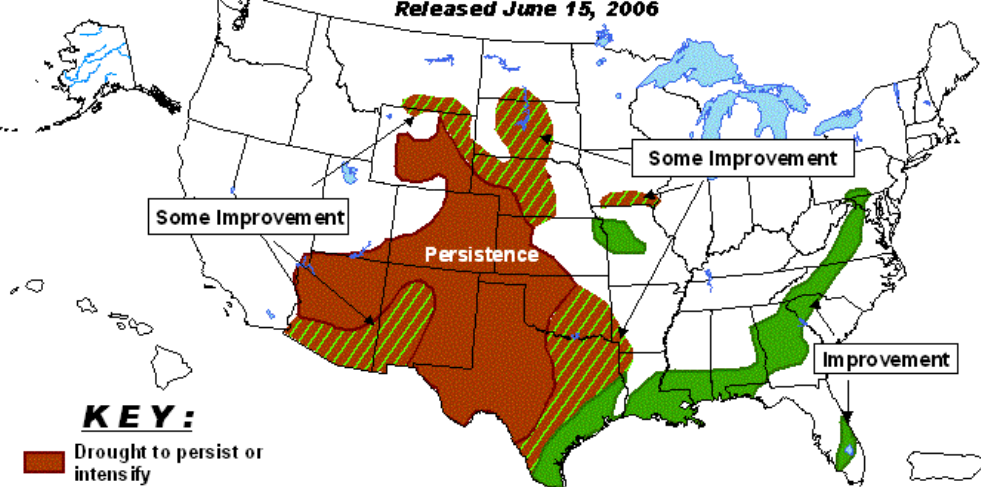 Released June 15, 2006
Some Improvement
Some Improvement
Persistence
Improvement
KEY:
Drought to persist or
intensify